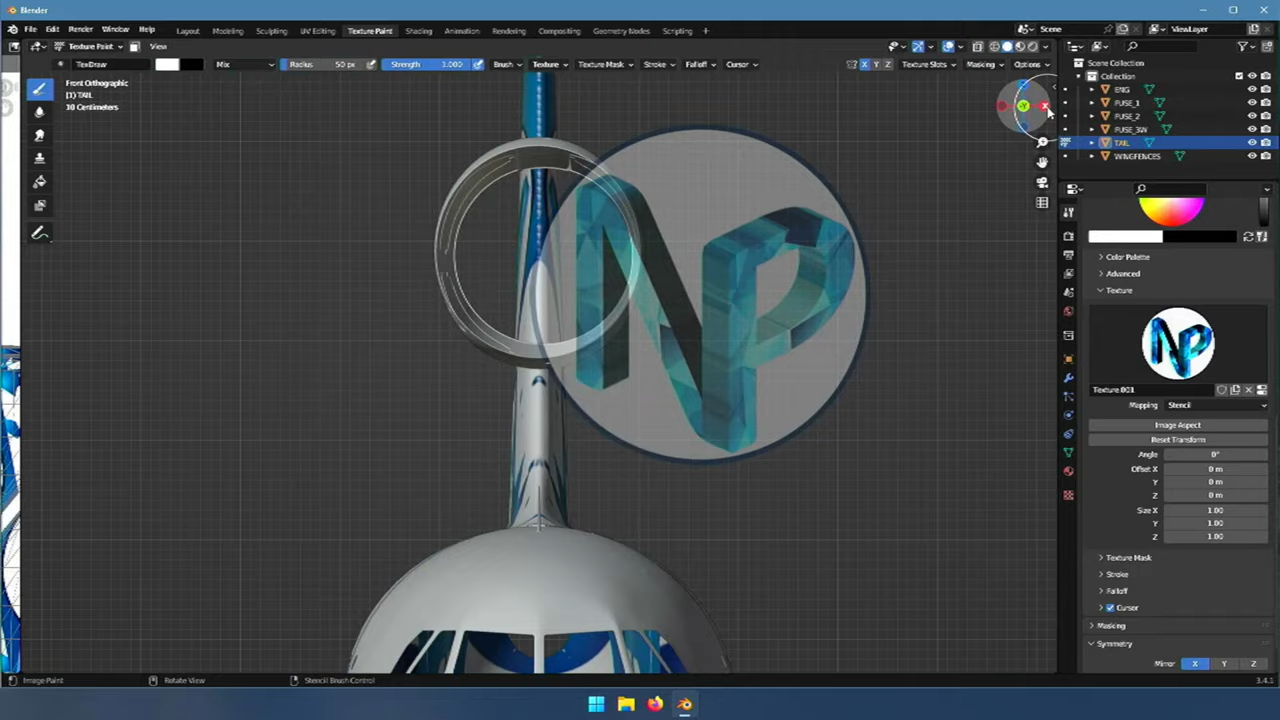 Blender
File Edit Render Window Help Layout Modeling Sculpting UV Editing Texture Paint Shading Animation Rendering Compositing Geometry Nodes Scripting Scene ViewLayer
Texture Paint View
TexDraw Mix Radius 50 px Strength 1.000 Brush Texture Texture Mask Stroke Falloff Cursor X Y Z Texture Slots Masking Options
Front Orthographic
(1) TAIL
10 Centimeters
Scene Collection
Collection
ENG
FUSE_1
FUSE_2
FUSE_3W
TAIL
WINGFENCES
-Y X
NP
Color Palette
Advanced
Texture
NP
Texture.001
Mapping Stencil
Image Aspect
Reset Transform
Angle 0°
Offset X 0 m
Y 0 m
Z 0 m
Size X 1.00
Y 1.00
Z 1.00
Texture Mask
Stroke
Falloff
Cursor
Masking
Symmetry
Mirror X Y Z
Image Paint Rotate View Stencil Brush Control 3.4.1